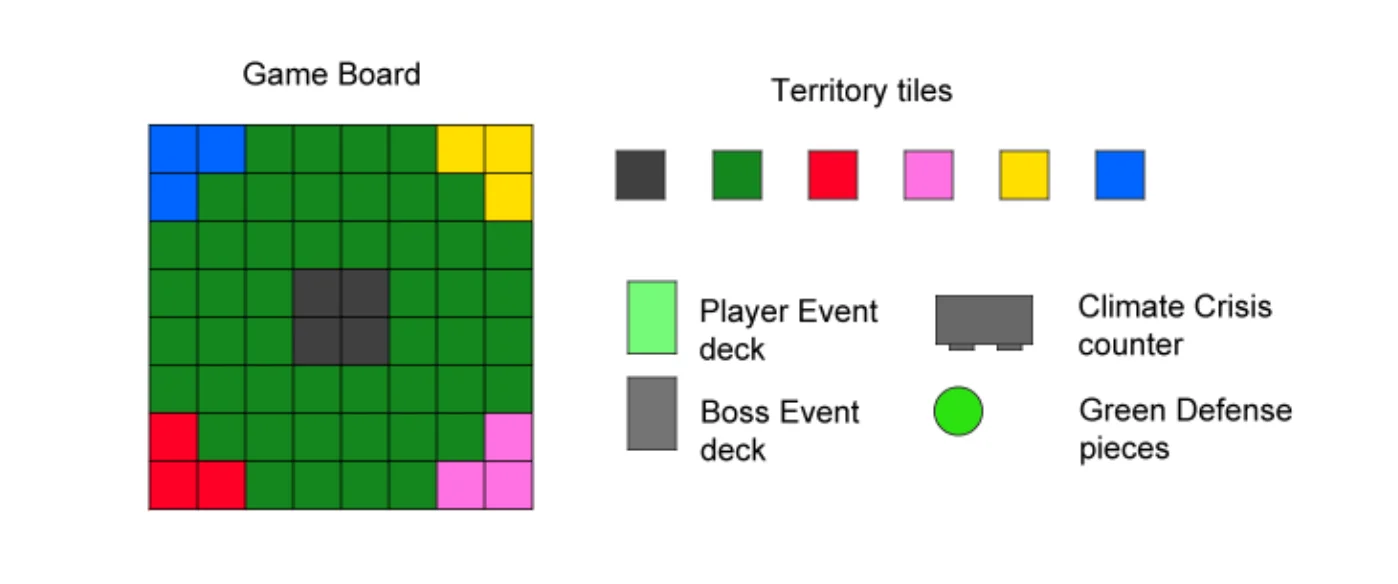 Game Board
Territory tiles
Player Event
deck
Climate Crisis
counter
Boss Event
deck
Green Defense
pieces